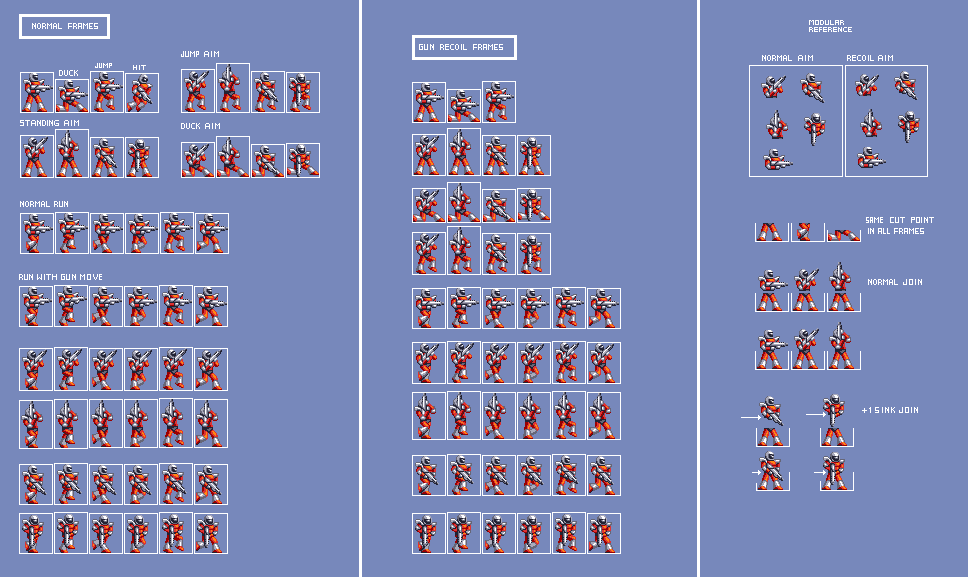 NORMAL FRAMES
JUMP AIM
DUCK
JUMP
HIT
STANDING AIM
DUCK AIM
NORMAL RUN
RUN WITH GUN MOVE
GUN RECOIL FRAMES
MODULAR
REFERENCE
NORMAL AIM
RECOIL AIM
SAME CUT POINT
IN ALL FRAMES
NORMAL JOIN
+1 SINK JOIN